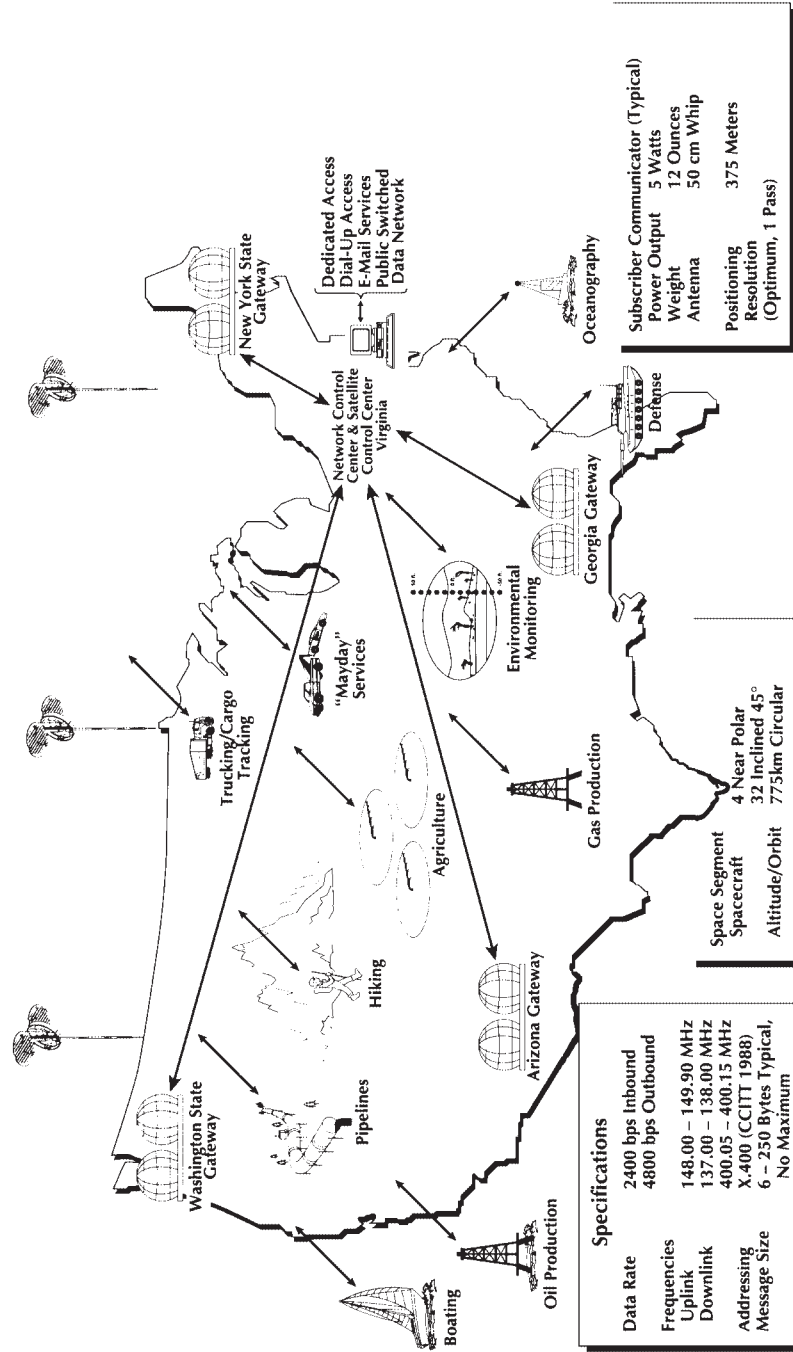 Washington State
Gateway
Trucking/Cargo
Tracking
"Mayday"
Services
New York State
Gateway
Network Control
Center & Satellite
Control Center
Virginia
Dedicated Access
Dial-Up Access
E-Mail Services
Public Switched
Data Network
Boating
Pipelines
Hiking
Agriculture
Environmental
Monitoring
Oceanography
Oil Production
Arizona Gateway
Gas Production
Georgia Gateway
Defense
Specifications
Data Rate 2400 bps Inbound
4800 bps Outbound
Frequencies
Uplink 148.00 – 149.90 MHz
Downlink 137.00 – 138.00 MHz
400.05 – 400.15 MHz
Addressing X.400 (CCITT 1988)
Message Size 6 – 250 Bytes Typical,
No Maximum
Space Segment
Spacecraft 4 Near Polar
32 Inclined 45°
Altitude/Orbit 775km Circular
Subscriber Communicator (Typical)
Power Output 5 Watts
Weight 12 Ounces
Antenna 50 cm Whip
Positioning
Resolution 375 Meters
(Optimum, 1 Pass)